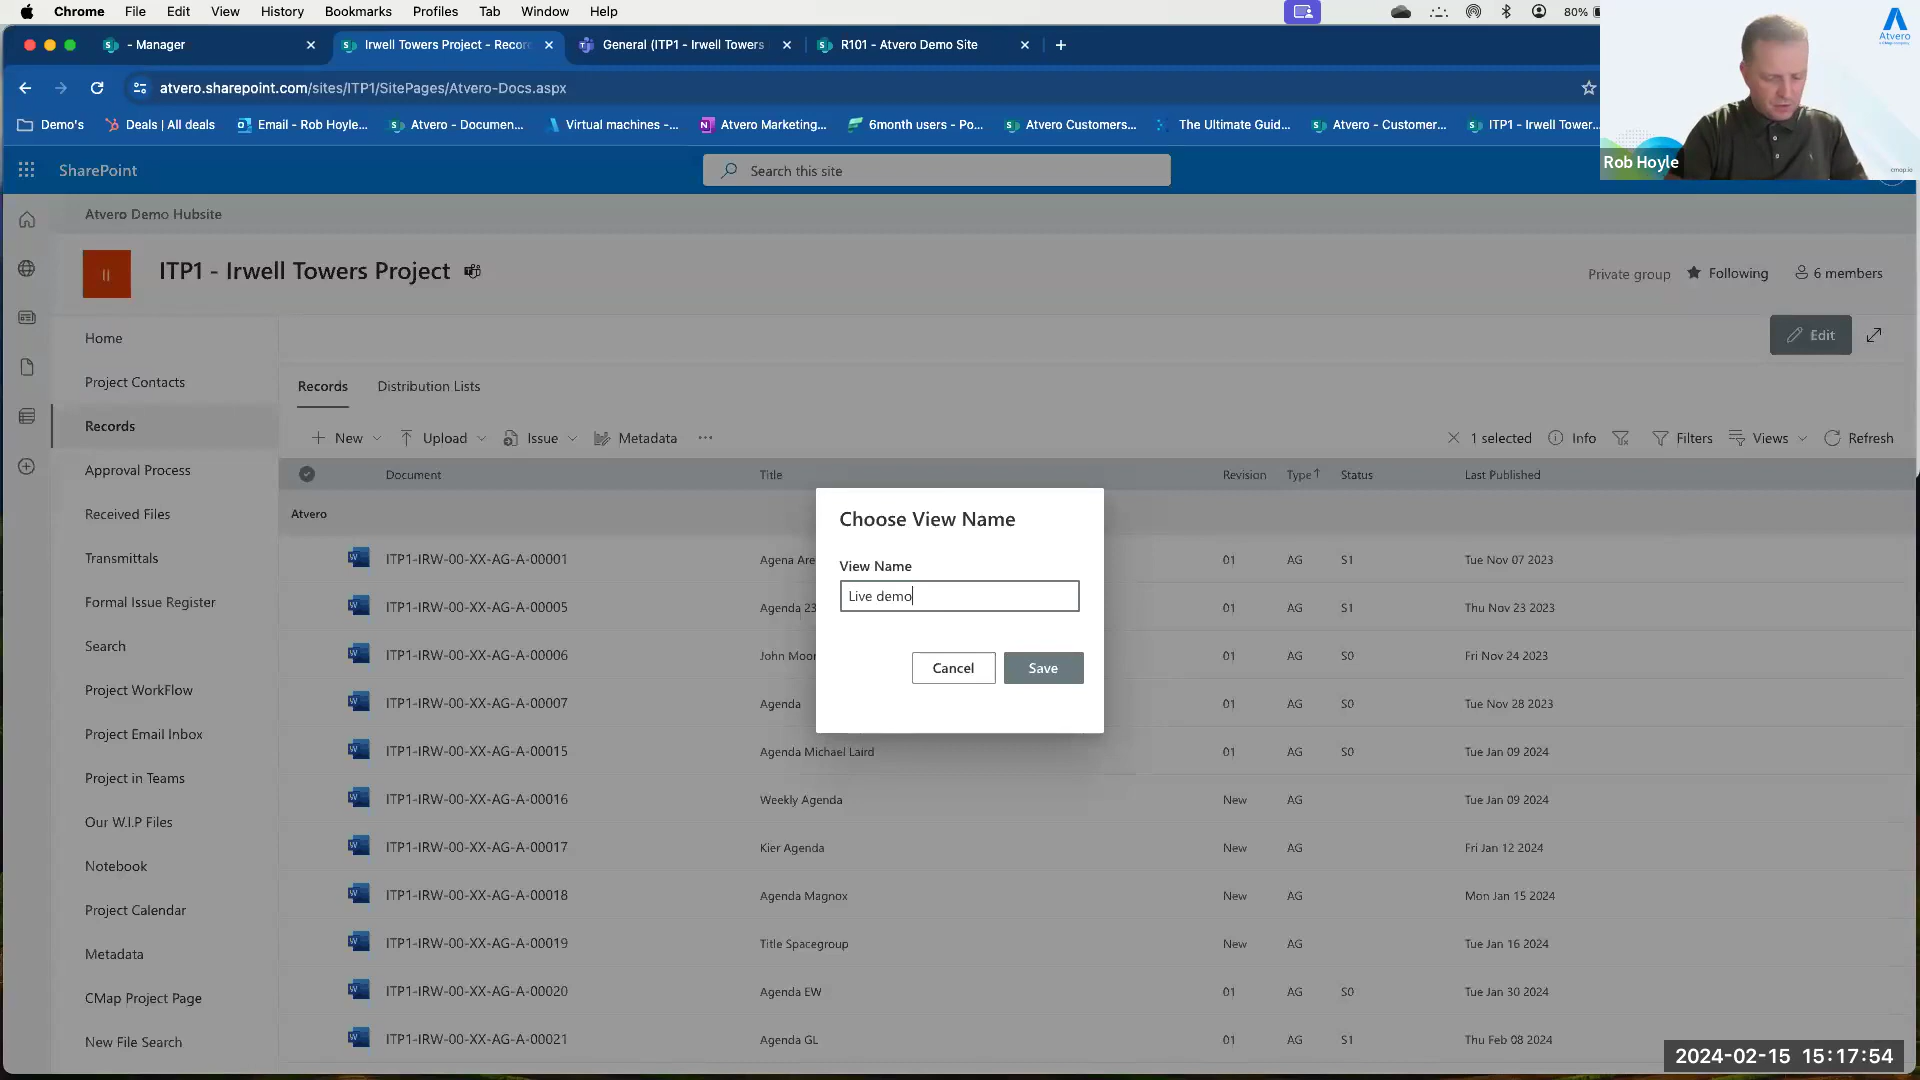 Chrome File Edit View History Bookmarks Profiles Tab Window Help
80%
- Manager
Irwell Towers Project - Recor
General (ITP1 - Irwell Towers
R101 - Atvero Demo Site
atvero.sharepoint.com/sites/ITP1/SitePages/Atvero-Docs.aspx
Demo's
Deals | All deals
Email - Rob Hoyle...
Atvero - Documen...
Virtual machines -...
Atvero Marketing...
6month users - Po...
Atvero Customers...
The Ultimate Guid...
Atvero - Customer...
ITP1 - Irwell Tower...
Atvero
Rob Hoyle
cmap.io
SharePoint
Search this site
Atvero Demo Hubsite
ITP1 - Irwell Towers Project
Private group
Following
6 members
Edit
Home
Project Contacts
Records
Approval Process
Received Files
Transmittals
Formal Issue Register
Search
Project WorkFlow
Project Email Inbox
Project in Teams
Our W.I.P Files
Notebook
Project Calendar
Metadata
CMap Project Page
New File Search
Records Distribution Lists
New Upload Issue Metadata ...
1 selected Info Filters Views Refresh
Document Title Revision Type Status Last Published
Atvero
ITP1-IRW-00-XX-AG-A-00001 Agena Are 01 AG S1 Tue Nov 07 2023
ITP1-IRW-00-XX-AG-A-00005 Agenda 23 01 AG S1 Thu Nov 23 2023
ITP1-IRW-00-XX-AG-A-00006 John Moor 01 AG S0 Fri Nov 24 2023
ITP1-IRW-00-XX-AG-A-00007 Agenda 01 AG S0 Tue Nov 28 2023
ITP1-IRW-00-XX-AG-A-00015 Agenda Michael Laird 01 AG S0 Tue Jan 09 2024
ITP1-IRW-00-XX-AG-A-00016 Weekly Agenda New AG Tue Jan 09 2024
ITP1-IRW-00-XX-AG-A-00017 Kier Agenda New AG Fri Jan 12 2024
ITP1-IRW-00-XX-AG-A-00018 Agenda Magnox New AG Mon Jan 15 2024
ITP1-IRW-00-XX-AG-A-00019 Title Spacegroup New AG Tue Jan 16 2024
ITP1-IRW-00-XX-AG-A-00020 Agenda EW 01 AG S0 Tue Jan 30 2024
ITP1-IRW-00-XX-AG-A-00021 Agenda GL 01 AG S1 Thu Feb 08 2024
Choose View Name
View Name
Live demo
Cancel Save
2024-02-15 15:17:54